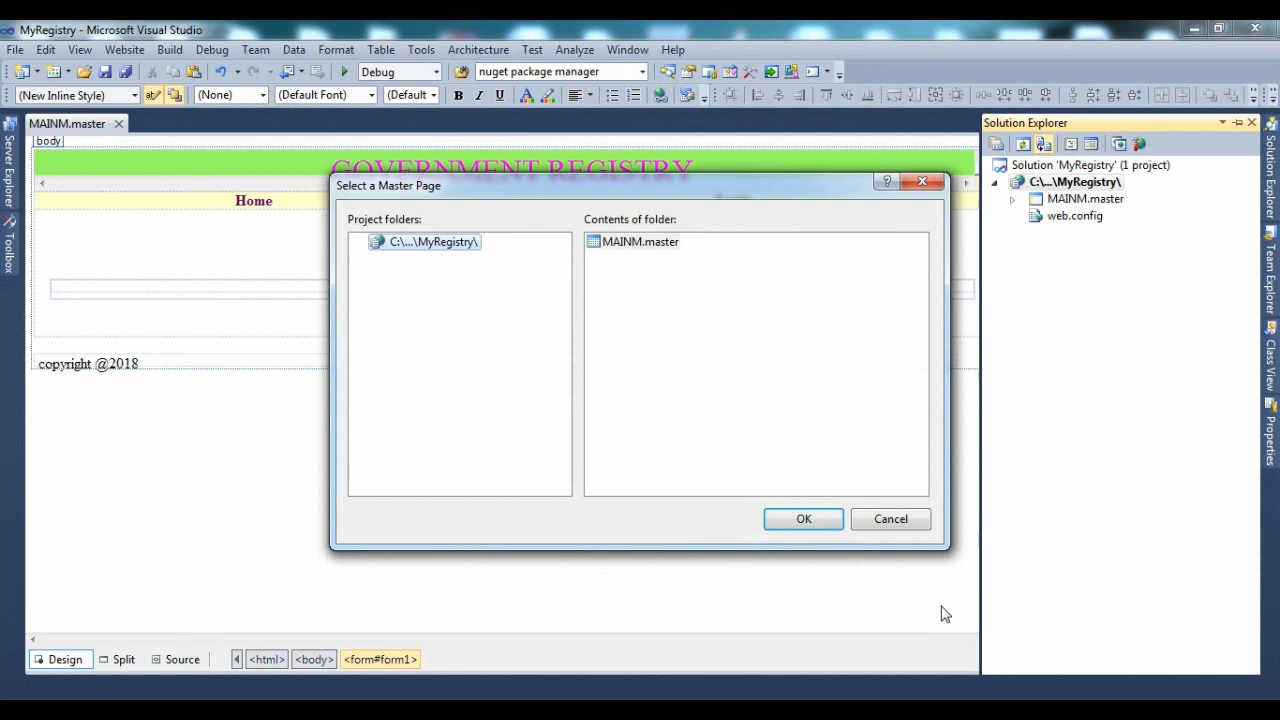 MyRegistry - Microsoft Visual Studio
File Edit View Website Build Debug Team Data Format Table Tools Architecture Test Analyze Window Help
Debug nuget package manager
(New Inline Style) (None) (Default Font) (Default B I U A
MAINM.master
body
GOVERNMENT REGISTRY
Home
copyright @2018
Server Explorer
Toolbox
Select a Master Page
?
Project folders:
C:\...\MyRegistry\
Contents of folder:
MAINM.master
OK Cancel
Solution Explorer
Solution 'MyRegistry' (1 project)
C:\...\MyRegistry\
MAINM.master
web.config
Solution Explorer
Team Explorer
Class View
Properties
Design Split Source <html> <body> <form#form1>